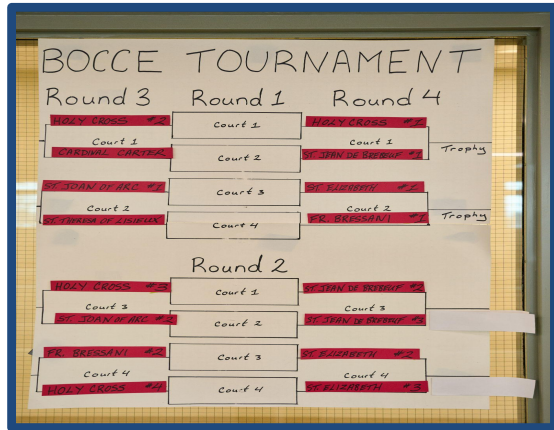 BOCCE TOURNAMENT
Round 3 Round 1 Round 4
HOLY CROSS #2 Court 1 HOLY CROSS #1
Court 1 Court 1
CARDINAL CARTER Court 2 ST. JEAN DE BREBEUF #1 Trophy
ST. JOAN OF ARC #1 Court 3 ST. ELIZABETH #1
Court 2 Court 2
ST. THERESA OF LISIEUX Court 4 FR. BRESSANI #1 Trophy
Round 2
HOLY CROSS #3 Court 1 ST JEAN DE BREBEUF #2
Court 3 Court 3
ST. JOAN OF ARC #2 Court 2 ST JEAN DE BREBEUF
FR. BRESSANI #2 Court 3 ST. ELIZABETH #2
Court 4 Court 4
HOLY CROSS #4 Court 4 ST. ELIZABETH #3